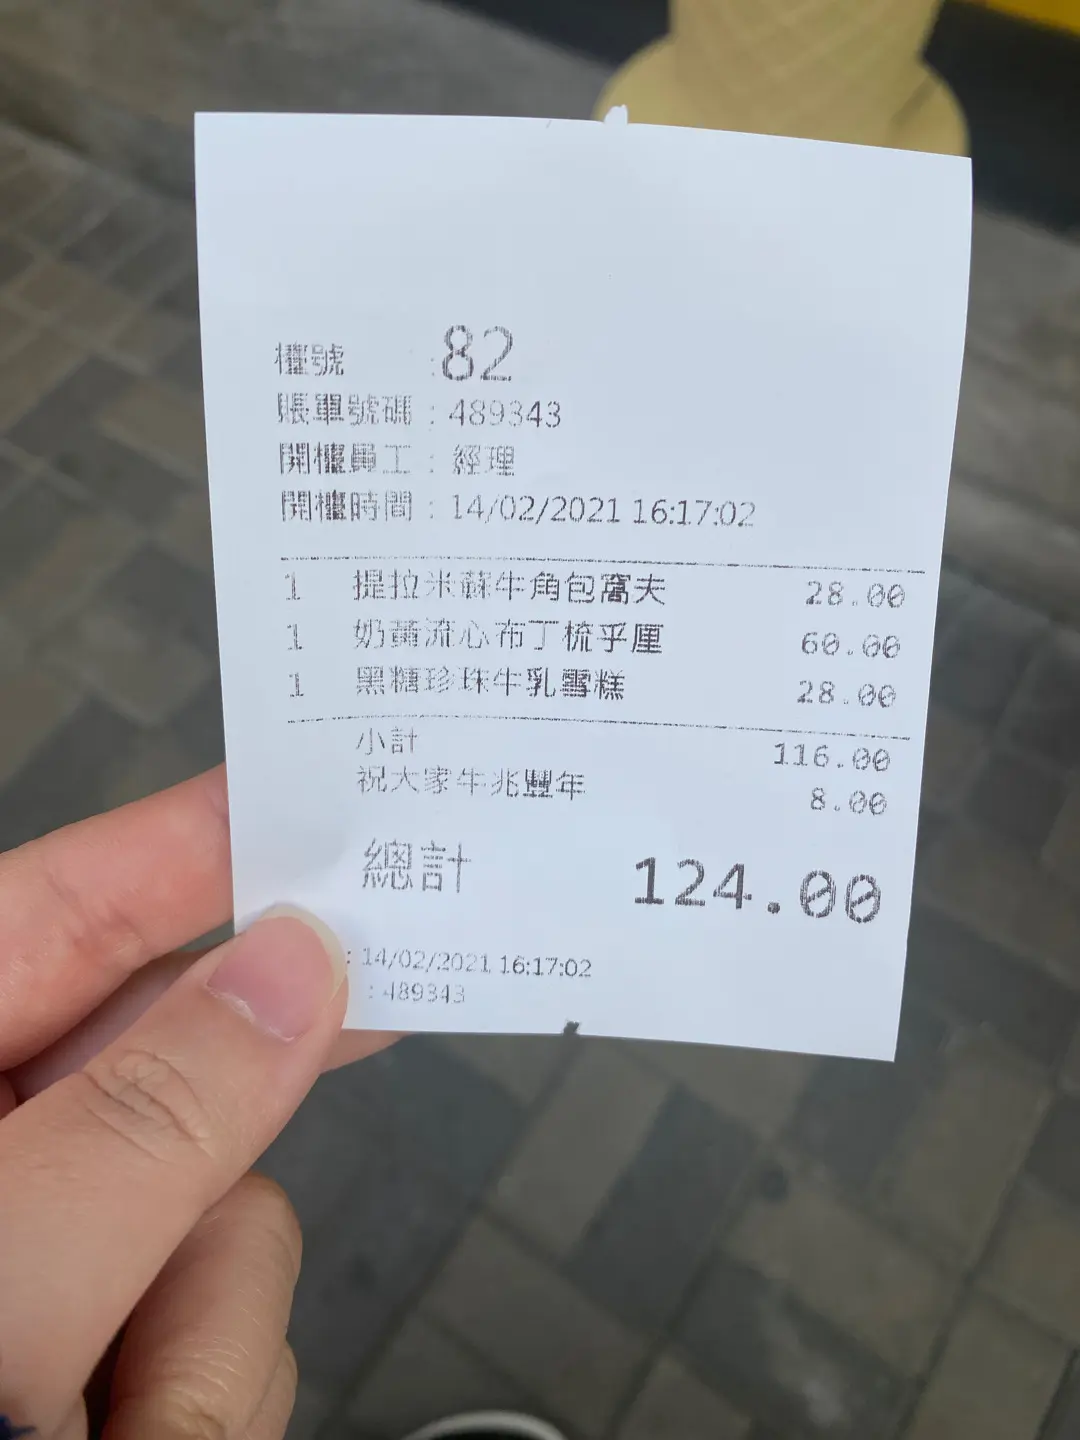 檯號 :82
賬單號碼 : 489343
開檯員工 : 經理
開檯時間 : 14/02/2021 16:17:02
1 提拉米蘇牛角包窩夫 28.00
1 奶黃流心布丁梳乎厘 60.00
1 黑糖珍珠牛乳雪糕 28.00
小計 116.00
祝大家牛兆豐年 8.00
總計 124.00
: 14/02/2021 16:17:02
: 489343